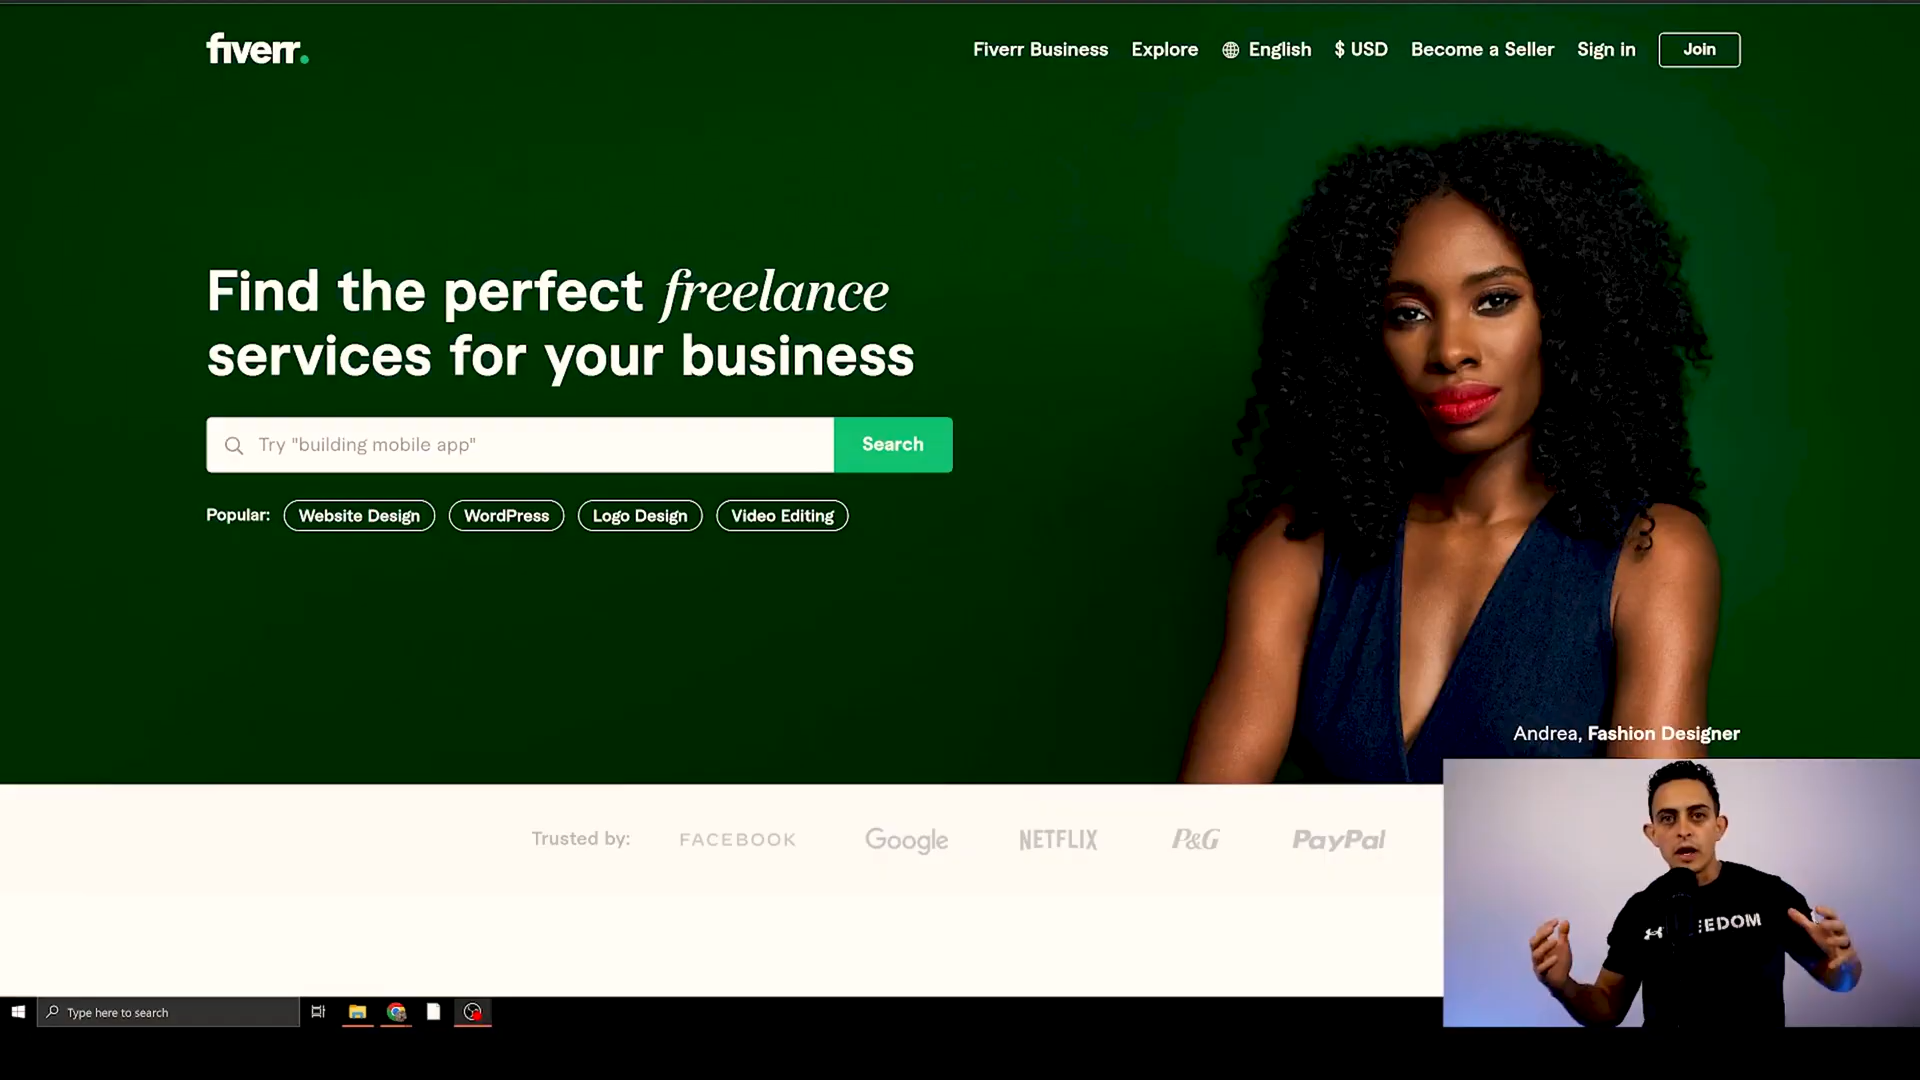 fiverr.
Fiverr Business Explore English $ USD Become a Seller Sign in Join
Find the perfect freelance
services for your business
Try "building mobile app" Search
Popular: Website Design WordPress Logo Design Video Editing
Andrea, Fashion Designer
Trusted by: FACEBOOK Google NETFLIX P&G PayPal
Type here to search